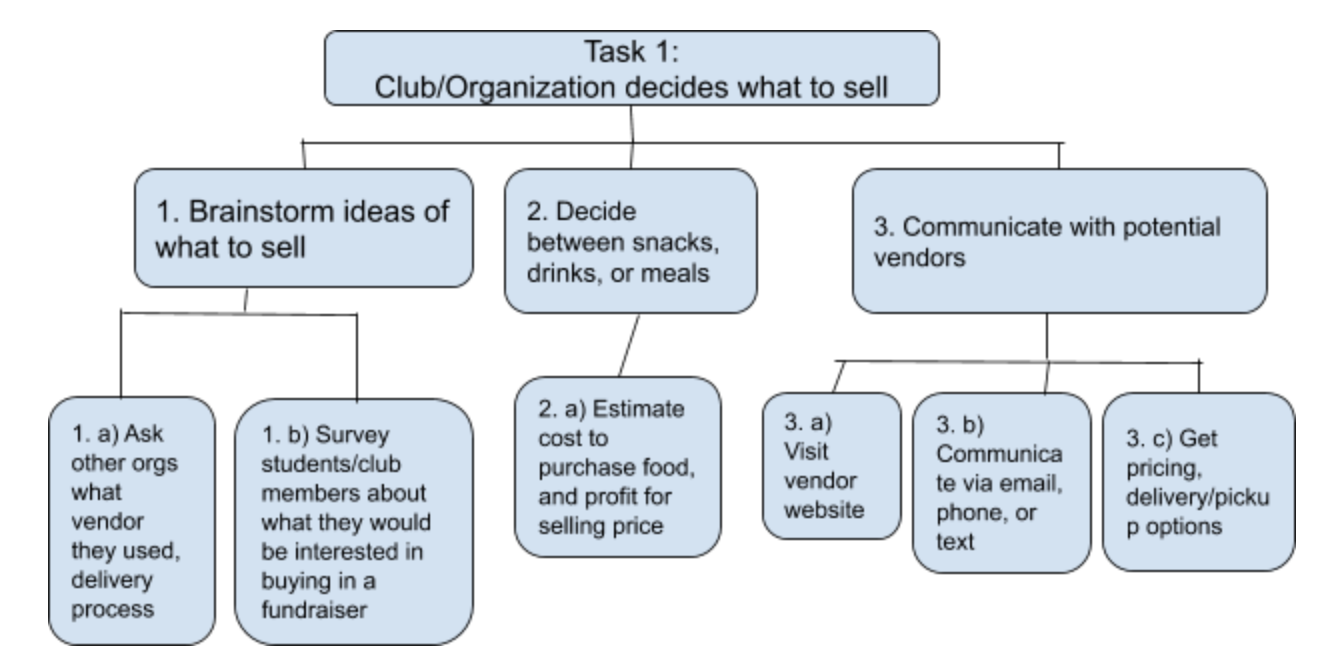 Task 1:
Club/Organization decides what to sell
1. Brainstorm ideas of
what to sell
2. Decide
between snacks,
drinks, or meals
3. Communicate with potential
vendors
1. a) Ask
other orgs
what
vendor
they used,
delivery
process
1. b) Survey
students/club
members about
what they would
be interested in
buying in a
fundraiser
2. a) Estimate
cost to
purchase food,
and profit for
selling price
3. a)
Visit
vendor
website
3. b)
Communica
te via email,
phone, or
text
3. c) Get
pricing,
delivery/picku
p options